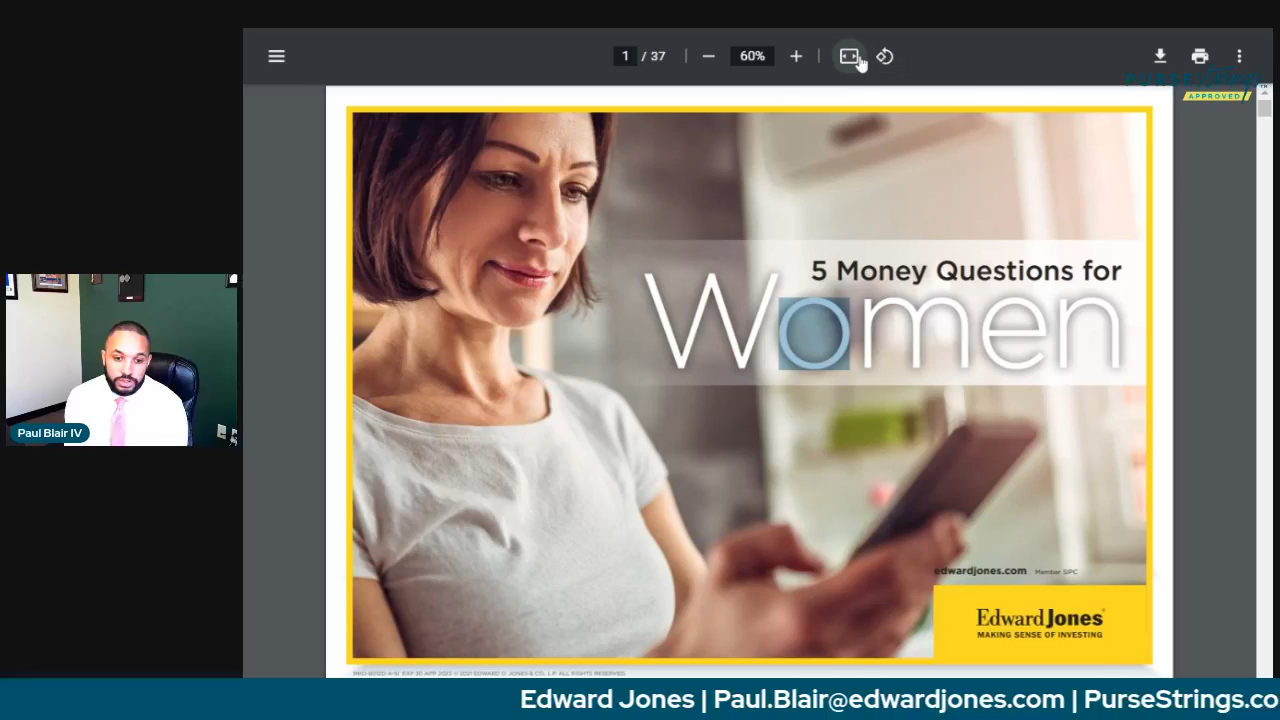 1 / 37
60%
PURSEStrings
APPROVED
5 Money Questions for
Women
edwardjones.com Member SIPC
Edward Jones
MAKING SENSE OF INVESTING
Paul Blair IV
Edward Jones | Paul.Blair@edwardjones.com | PurseStrings.co